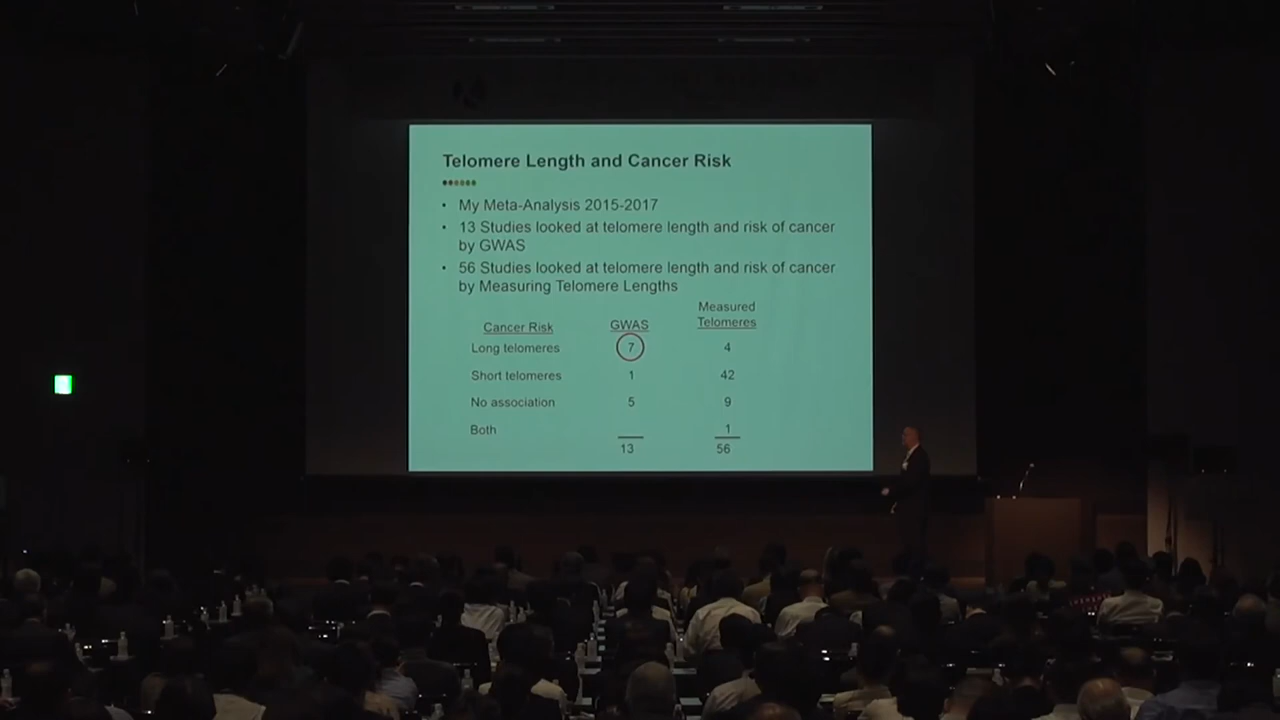 Telomere Length and Cancer Risk
• My Meta-Analysis 2015-2017
• 13 Studies looked at telomere length and risk of cancer
by GWAS
• 56 Studies looked at telomere length and risk of cancer
by Measuring Telomere Lengths
Measured
Cancer Risk GWAS Telomeres
Long telomeres 7 4
Short telomeres 1 42
No association 5 9
Both 1
13 56